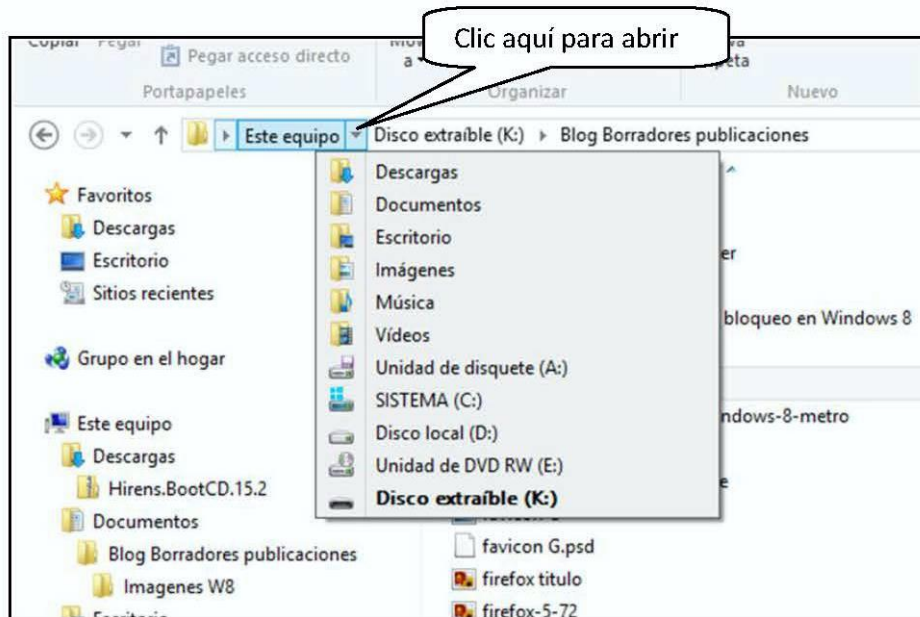 Clic aquí para abrir
Copiar Pegar
Pegar acceso directo
Portapapeles
Organizar
Nuevo
Este equipo Disco extraíble (K:) Blog Borradores publicaciones
Favoritos
Descargas
Escritorio
Sitios recientes
Grupo en el hogar
Este equipo
Descargas
Hirens.BootCD.15.2
Documentos
Blog Borradores publicaciones
Imagenes W8
Escritorio
Descargas
Documentos
Escritorio
Imágenes
Música
Vídeos
Unidad de disquete (A:)
SISTEMA (C:)
Disco local (D:)
Unidad de DVD RW (E:)
Disco extraíble (K:)
er
bloqueo en Windows 8
ndows-8-metro
e
favicon G.psd
firefox titulo
firefox-5-72